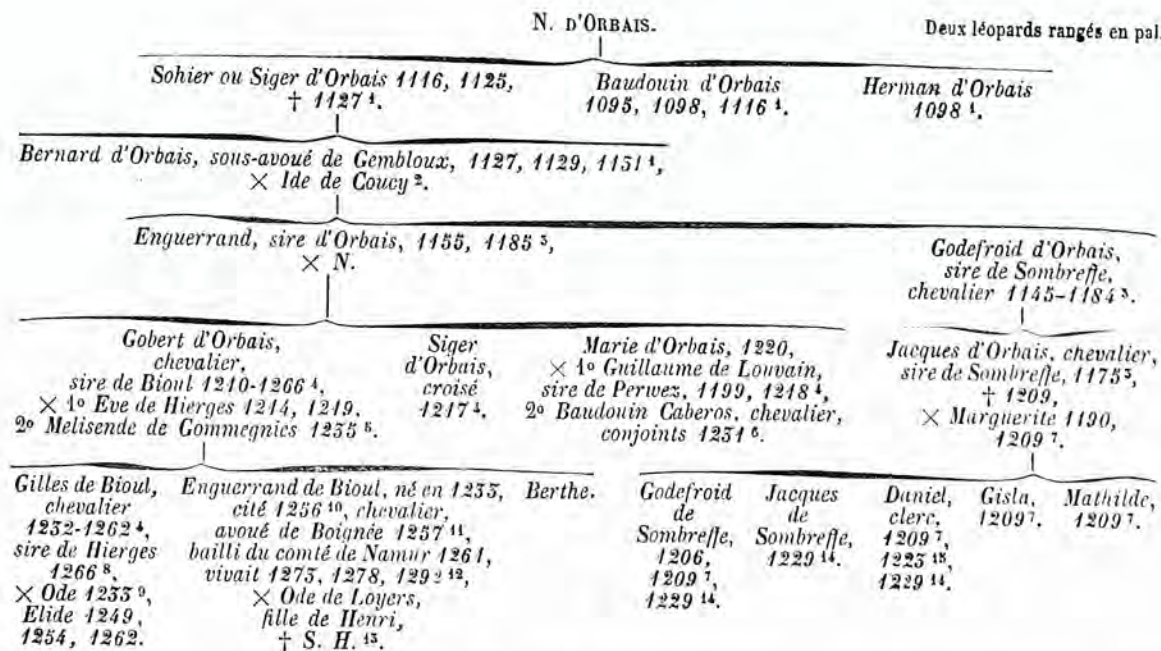 N. D'ORBAIS.
Deux léopards rangés en pal.
Sohier ou Siger d'Orbais 1116, 1125,
† 1127 ¹.
Baudouin d'Orbais
1095, 1098, 1116 ¹.
Herman d'Orbais
1098 ¹.
Bernard d'Orbais, sous-avoué de Gembloux, 1127, 1129, 1131 ¹,
× Ide de Coucy ².
Enguerrand, sire d'Orbais, 1155, 1185 ³,
× N.
Godefroid d'Orbais,
sire de Sombreffe,
chevalier 1145-1184 ³.
Gobert d'Orbais,
chevalier,
sire de Bioul 1210-1266 ⁴,
× 1º Eve de Hierges 1214, 1219.
2º Melisende de Gommegnies 1235 ⁵.
Siger
d'Orbais,
croisé
1217 ⁴.
Marie d'Orbais, 1220,
× 1º Guillaume de Louvain,
sire de Perwez, 1199, 1218 ⁴,
2º Baudouin Caberos, chevalier,
conjoints 1231 ⁶.
Jacques d'Orbais, chevalier,
sire de Sombreffe, 1175 ³,
† 1209,
× Marguerite 1190,
1209 ⁷.
Gilles de Bioul,
chevalier
1232-1262 ⁴,
sire de Hierges
1266 ⁸,
× Ode 1233 ⁹,
Elide 1249,
1254, 1262.
Enguerrand de Bioul, né en 1233,
cité 1256 ¹⁰, chevalier,
avoué de Boignée 1257 ¹¹,
bailli du comté de Namur 1261,
vivait 1273, 1278, 1292 ¹²,
× Ode de Loyers,
fille de Henri,
† S. H. ¹³.
Berthe.
Godefroid
de
Sombreffe,
1206,
1209 ⁷,
1229 ¹⁴.
Jacques
de
Sombreffe,
1229 ¹⁴.
Daniel,
clerc,
1209 ⁷,
1223 ¹⁵,
1229 ¹⁴.
Gisla,
1209 ⁷.
Mathilde,
1209 ⁷.